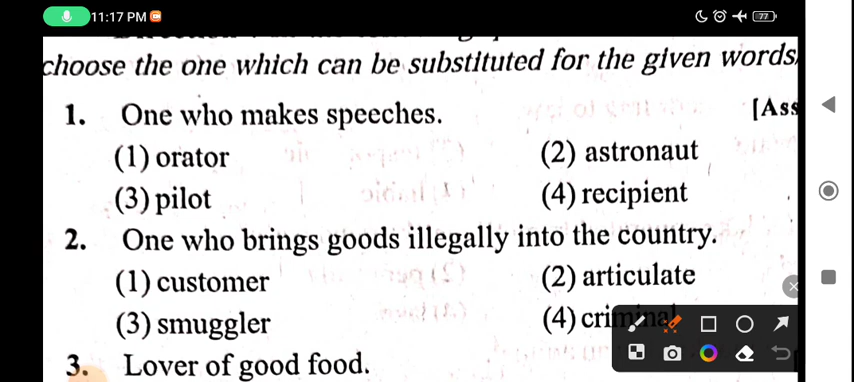 11:17 PM
77
choose the one which can be substituted for the given words
1. One who makes speeches. [Ass
(1) orator (2) astronaut
(3) pilot (4) recipient
2. One who brings goods illegally into the country.
(1) customer (2) articulate
(3) smuggler (4) criminal
3. Lover of good food.